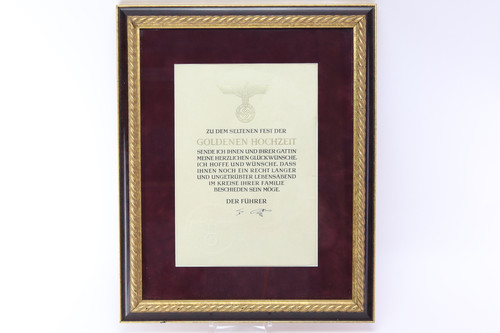 ZU DEM SELTENEN FEST DER
GOLDENEN HOCHZEIT
SENDE ICH IHNEN UND IHRER GATTIN
MEINE HERZLICHEN GLÜCKWÜNSCHE.
ICH HOFFE UND WÜNSCHE, DASS
IHNEN NOCH EIN RECHT LANGER
UND UNGETRÜBTER LEBENSABEND
IM KREISE IHRER FAMILIE
BESCHIEDEN SEIN MÖGE.
DER FÜHRER